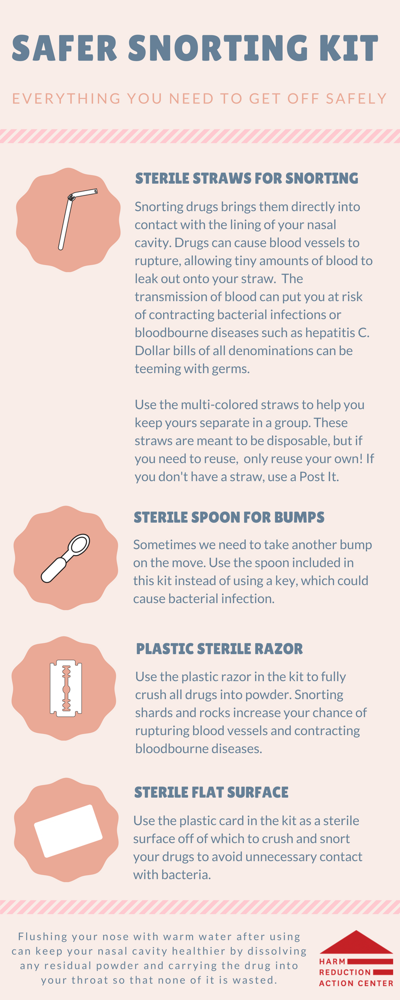 SAFER SNORTING KIT
EVERYTHING YOU NEED TO GET OFF SAFELY
STERILE STRAWS FOR SNORTING
Snorting drugs brings them directly into
contact with the lining of your nasal
cavity. Drugs can cause blood vessels to
rupture, allowing tiny amounts of blood to
leak out onto your straw.  The
transmission of blood can put you at risk
of contracting bacterial infections or
bloodbourne diseases such as hepatitis C.
Dollar bills of all denominations can be
teeming with germs.
Use the multi-colored straws to help you
keep yours separate in a group. These
straws are meant to be disposable, but if
you need to reuse,  only reuse your own! If
you don't have a straw, use a Post It.
STERILE SPOON FOR BUMPS
Sometimes we need to take another bump
on the move. Use the spoon included in
this kit instead of using a key, which could
cause bacterial infection.
PLASTIC STERILE RAZOR
Use the plastic razor in the kit to fully
crush all drugs into powder. Snorting
shards and rocks increase your chance of
rupturing blood vessels and contracting
bloodbourne diseases.
STERILE FLAT SURFACE
Use the plastic card in the kit as a sterile
surface off of which to crush and snort
your drugs to avoid unnecessary contact
with bacteria.
Flushing your nose with warm water after using
can keep your nasal cavity healthier by dissolving
any residual powder and carrying the drug into
your throat so that none of it is wasted.
HARM
REDUCTION
ACTION CENTER